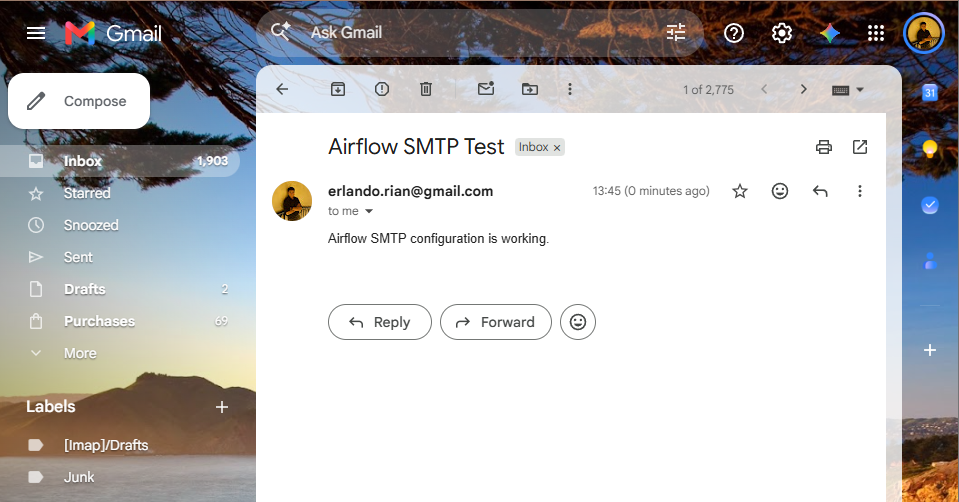 Gmail
Ask Gmail
Compose
1 of 2,775
31
Inbox 1,903
Starred
Snoozed
Sent
Drafts 2
Purchases 69
More
Labels
[Imap]/Drafts
Junk
Airflow SMTP Test Inbox ×
erlando.rian@gmail.com 13:45 (0 minutes ago)
to me
Airflow SMTP configuration is working.
Reply Forward